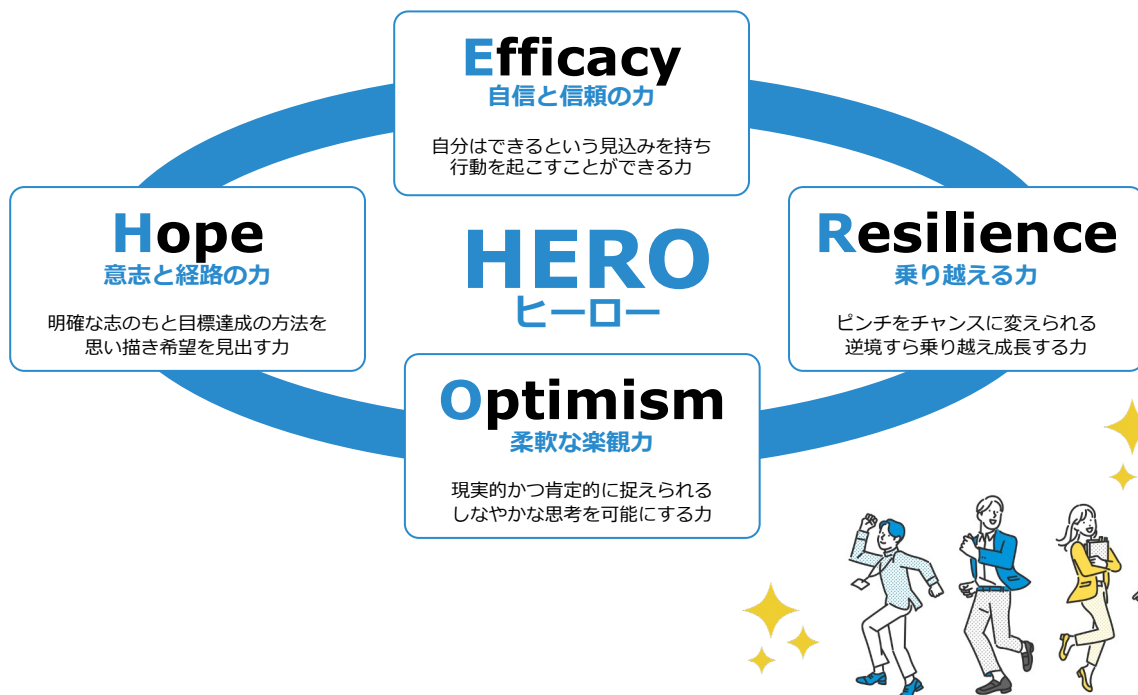 Efficacy
自信と信頼の力
自分はできるという見込みを持ち
行動を起こすことができる力
Hope
意志と経路の力
明確な志のもと目標達成の方法を
思い描き希望を見出す力
HERO
ヒーロー
Resilience
乗り越える力
ピンチをチャンスに変えられる
逆境すら乗り越え成長する力
Optimism
柔軟な楽観力
現実的かつ肯定的に捉えられる
しなやかな思考を可能にする力